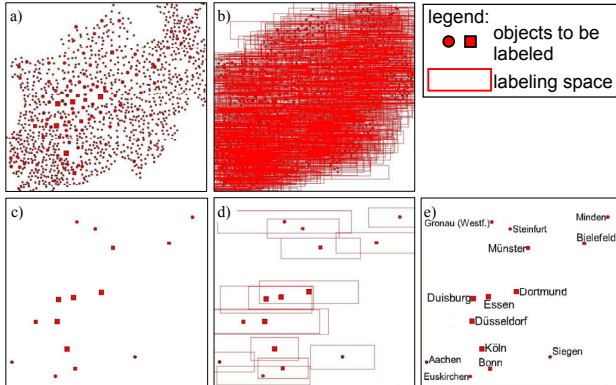 a)
b)
legend:
objects to be
labeled
labeling space
c)
d)
e)
Gronau (Westf.)
Steinfurt
Minden
Bielefeld
Münster
Dortmund
Duisburg
Essen
Düsseldorf
Köln
Siegen
Aachen
Bonn
Euskirchen